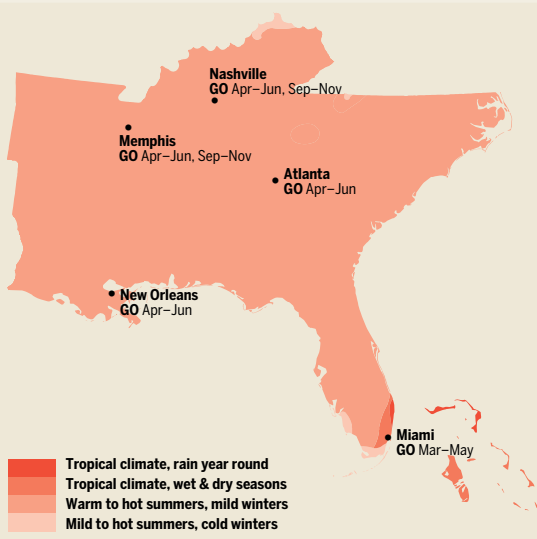 Nashville
GO Apr–Jun, Sep–Nov
Memphis
GO Apr–Jun, Sep–Nov
Atlanta
GO Apr–Jun
New Orleans
GO Apr–Jun
Miami
GO Mar–May
Tropical climate, rain year round
Tropical climate, wet & dry seasons
Warm to hot summers, mild winters
Mild to hot summers, cold winters